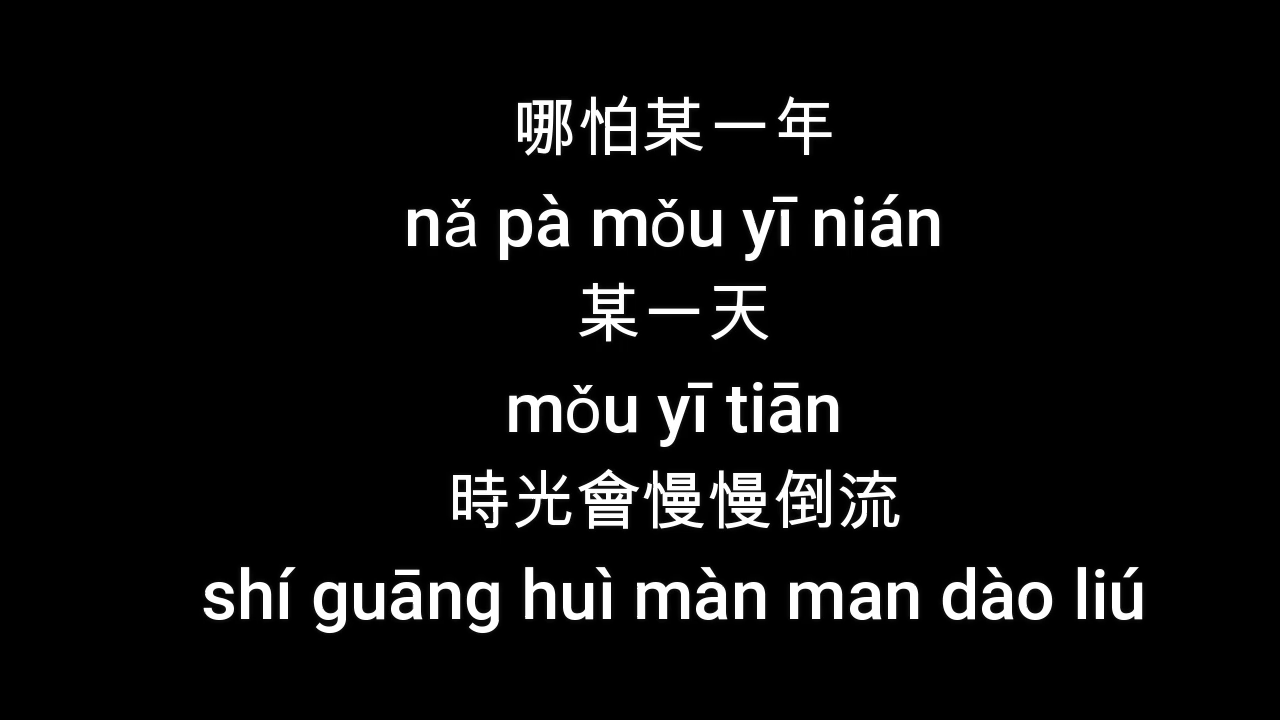 哪怕某一年
nǎ pà mǒu yī nián
某一天
mǒu yī tiān
時光會慢慢倒流
shí guāng huì màn man dào liú